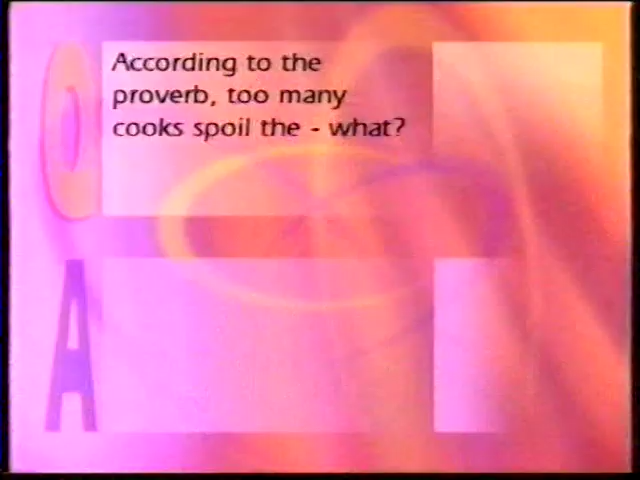 Q
According to the
proverb, too many
cooks spoil the - what?
A